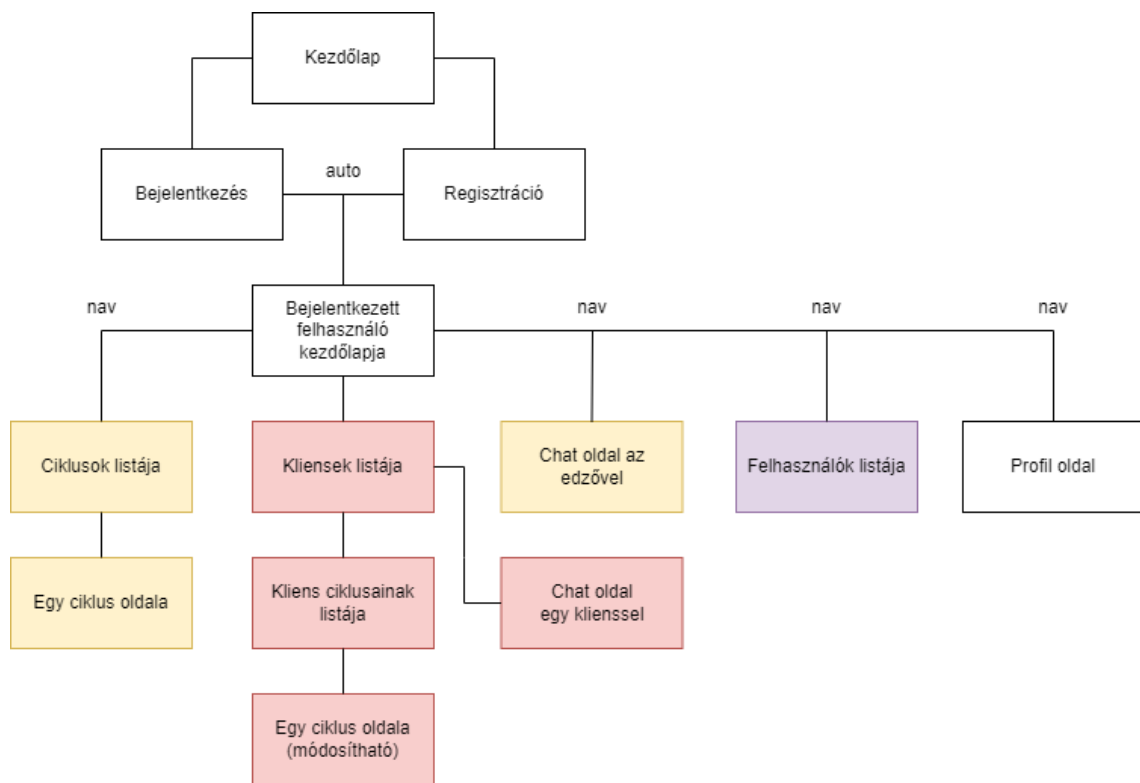 Kezdőlap
Bejelentkezés
auto
Regisztráció
nav
Bejelentkezett
felhasználó
kezdőlapja
nav
nav
nav
Ciklusok listája
Kliensek listája
Chat oldal az
edzővel
Felhasználók listája
Profil oldal
Egy ciklus oldala
Kliens ciklusainak
listája
Chat oldal
egy klienssel
Egy ciklus oldala
(módosítható)